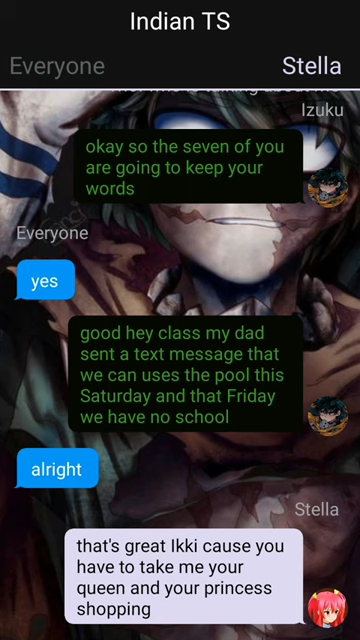 Indian TS
Everyone
Stella
Izuku
okay so the seven of you
are going to keep your
words
Everyone
yes
good hey class my dad
sent a text message that
we can uses the pool this
Saturday and that Friday
we have no school
alright
Stella
that's great Ikki cause you
have to take me your
queen and your princess
shopping